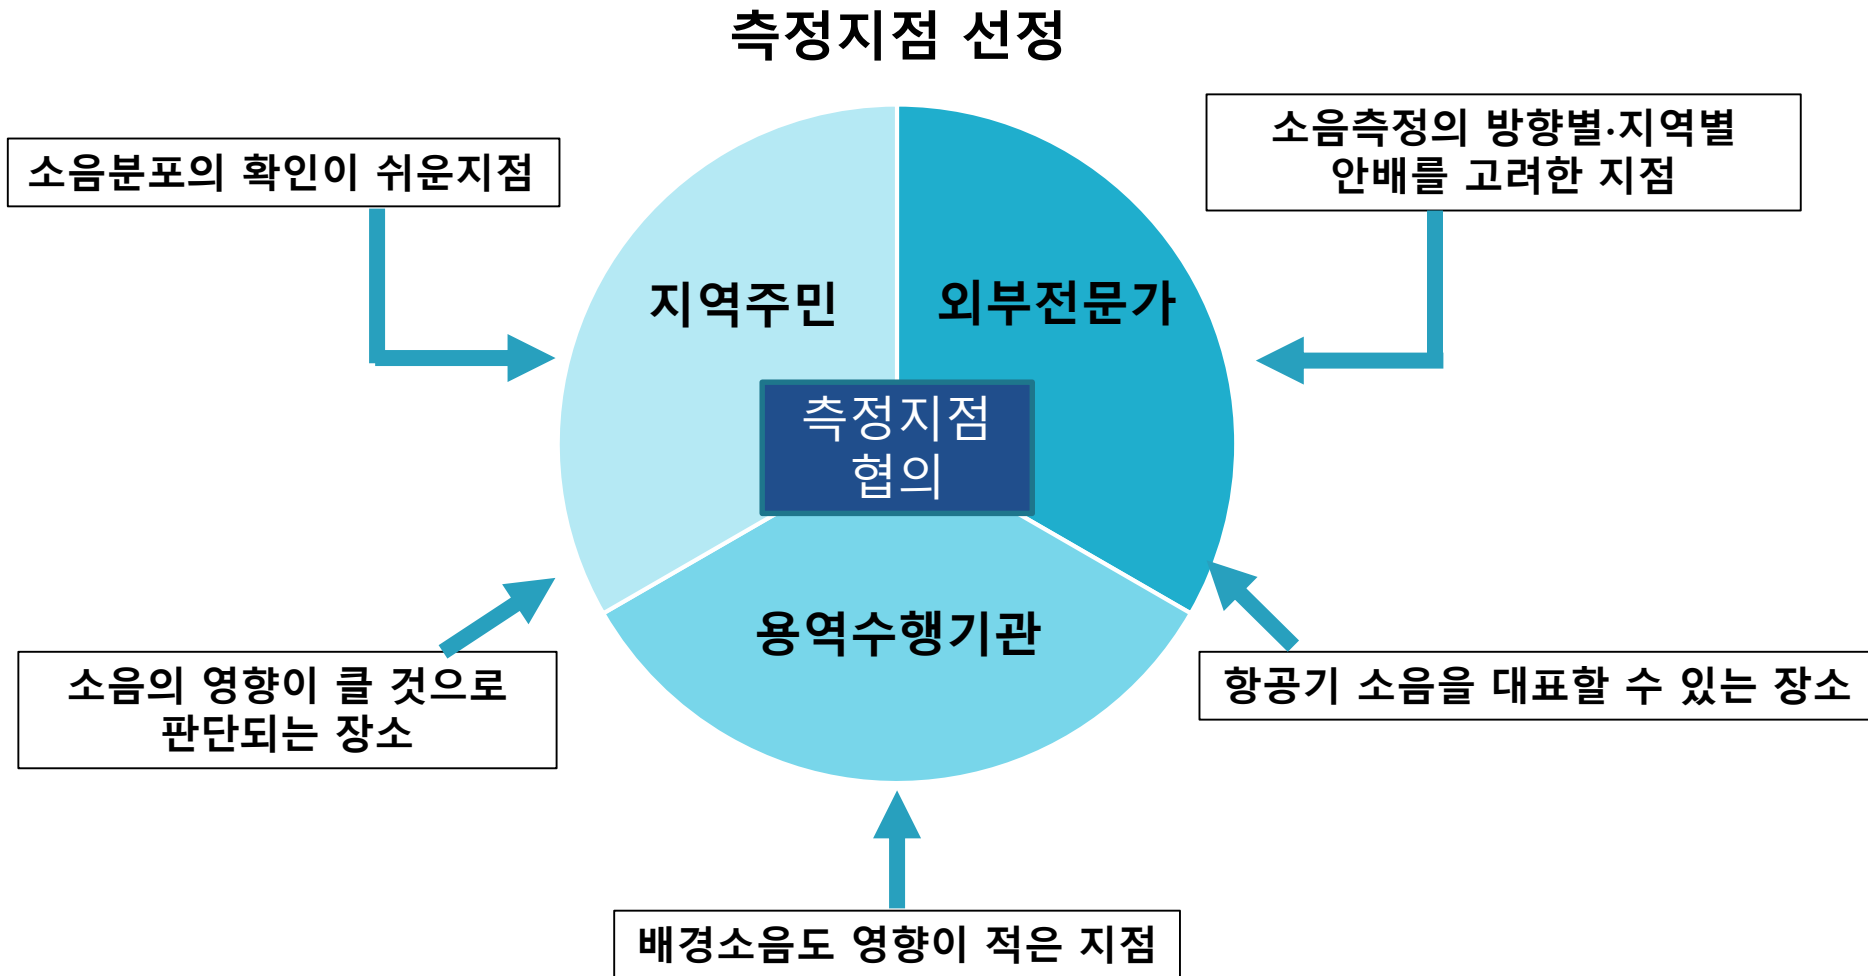 측정지점 선정
소음분포의 확인이 쉬운지점
소음측정의 방향별·지역별
안배를 고려한 지점
지역주민
외부전문가
측정지점
협의
용역수행기관
소음의 영향이 클 것으로
판단되는 장소
항공기 소음을 대표할 수 있는 장소
배경소음도 영향이 적은 지점